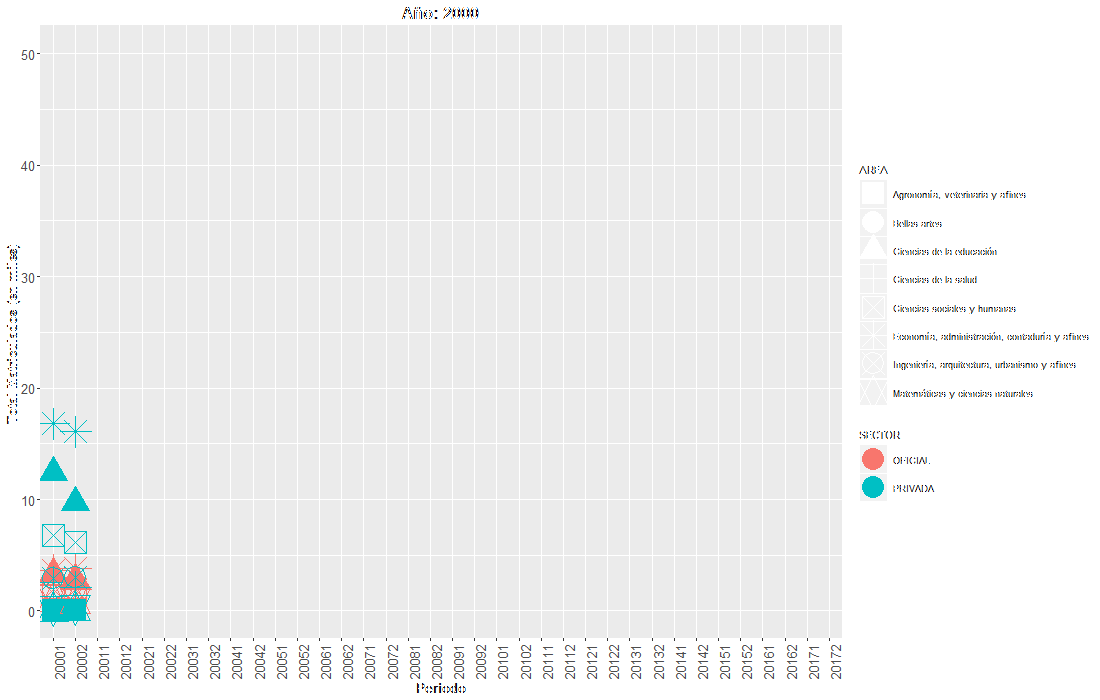 Año: 2000
50
40
30
20
10
0
Total Matriculados (en miles)
20001 20002 20011 20012 20021 20022 20031 20032 20041 20042 20051 20052 20061 20062 20071 20072 20081 20082 20091 20092 20101 20102 20111 20112 20121 20122 20131 20132 20141 20142 20151 20152 20161 20162 20171 20172
Periodo
AREA
Agronomía, veterinaria y afines
Bellas artes
Ciencias de la educación
Ciencias de la salud
Ciencias sociales y humanas
Economía, administración, contaduría y afines
Ingeniería, arquitectura, urbanismo y afines
Matemáticas y ciencias naturales
SECTOR
OFICIAL
PRIVADA